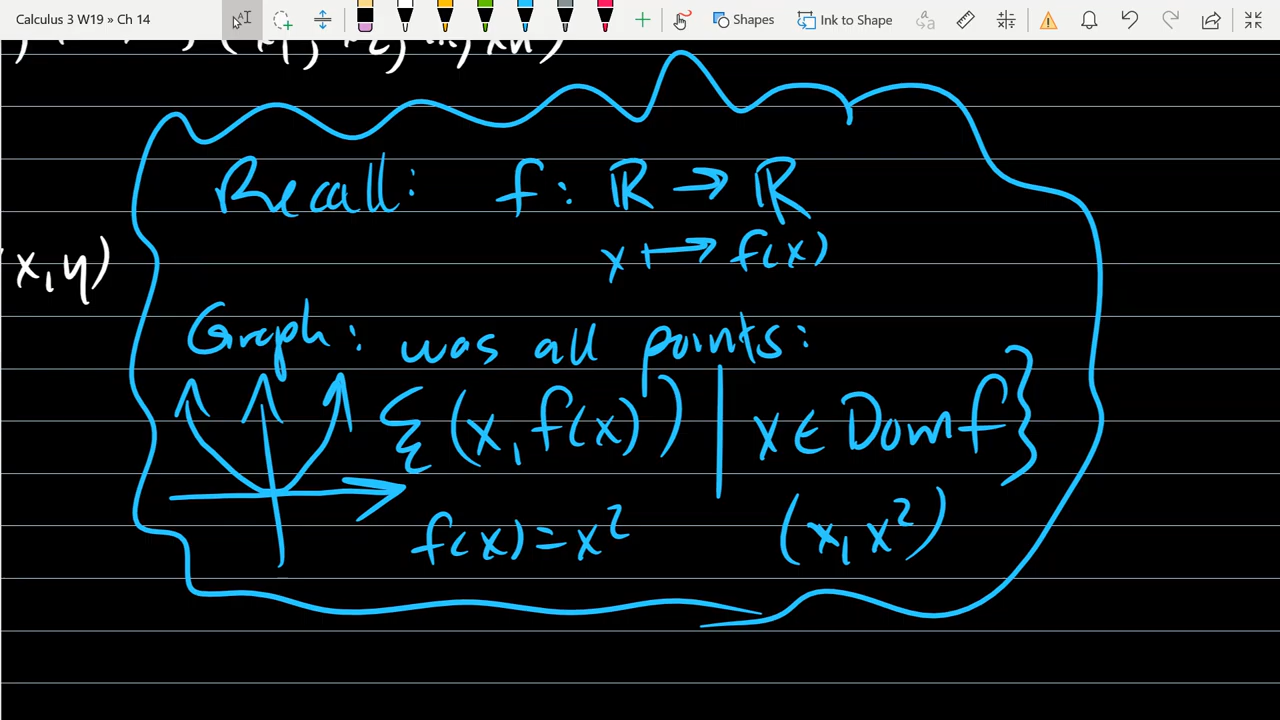 Calculus 3 W19 » Ch 14
Shapes
Ink to Shape
Recall: f: ℝ → ℝ
x ↦ f(x)
x, y)
Graph: was all points:
{(x, f(x)) | x ∈ Dom f}
f(x) = x²
(x, x²)